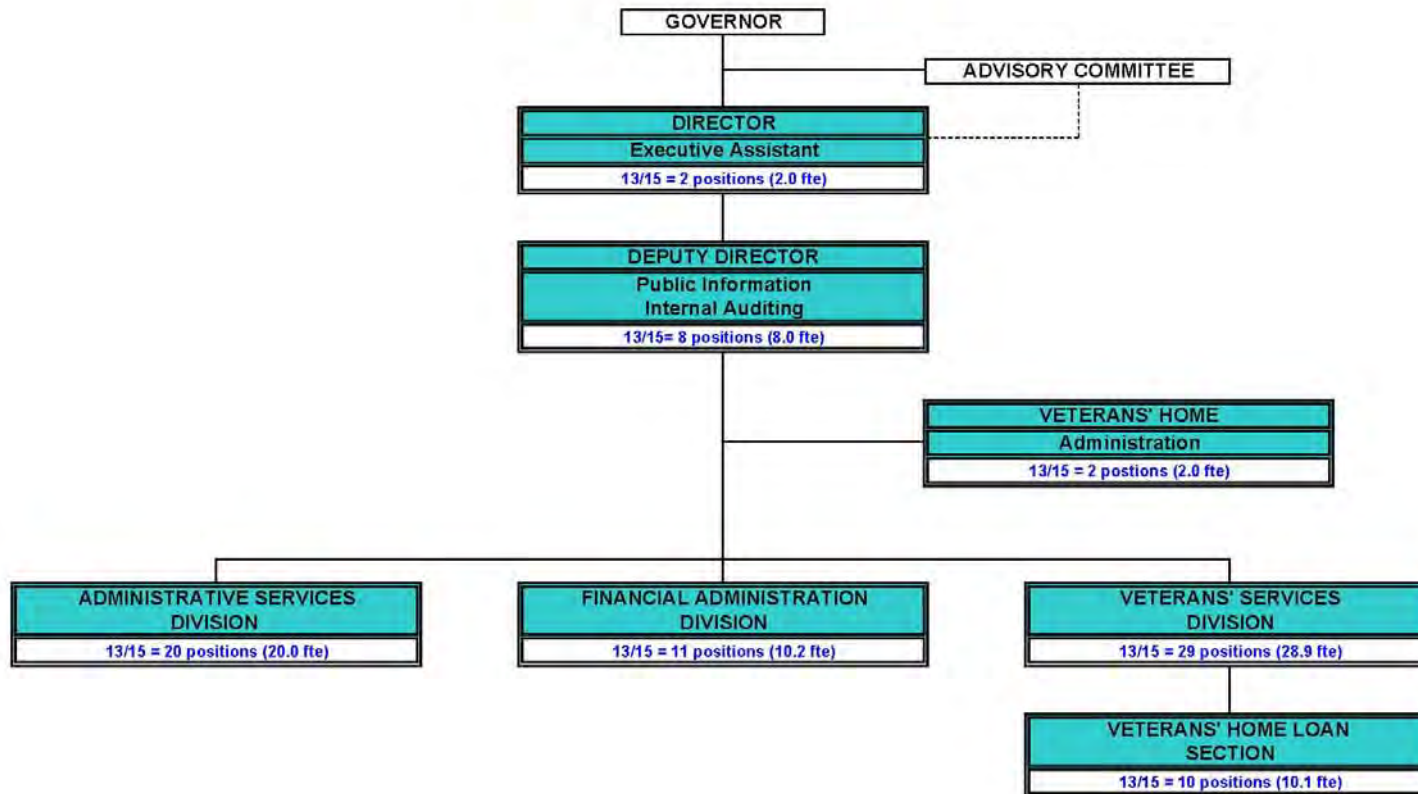 GOVERNOR
ADVISORY COMMITTEE
DIRECTOR
Executive Assistant
13/15 = 2 positions (2.0 fte)
DEPUTY DIRECTOR
Public Information
Internal Auditing
13/15= 8 positions (8.0 fte)
VETERANS' HOME
Administration
13/15 = 2 postions (2.0 fte)
ADMINISTRATIVE SERVICES
DIVISION
13/15 = 20 positions (20.0 fte)
FINANCIAL ADMINISTRATION
DIVISION
13/15 = 11 positions (10.2 fte)
VETERANS' SERVICES
DIVISION
13/15 = 29 positions (28.9 fte)
VETERANS' HOME LOAN
SECTION
13/15 = 10 positions (10.1 fte)